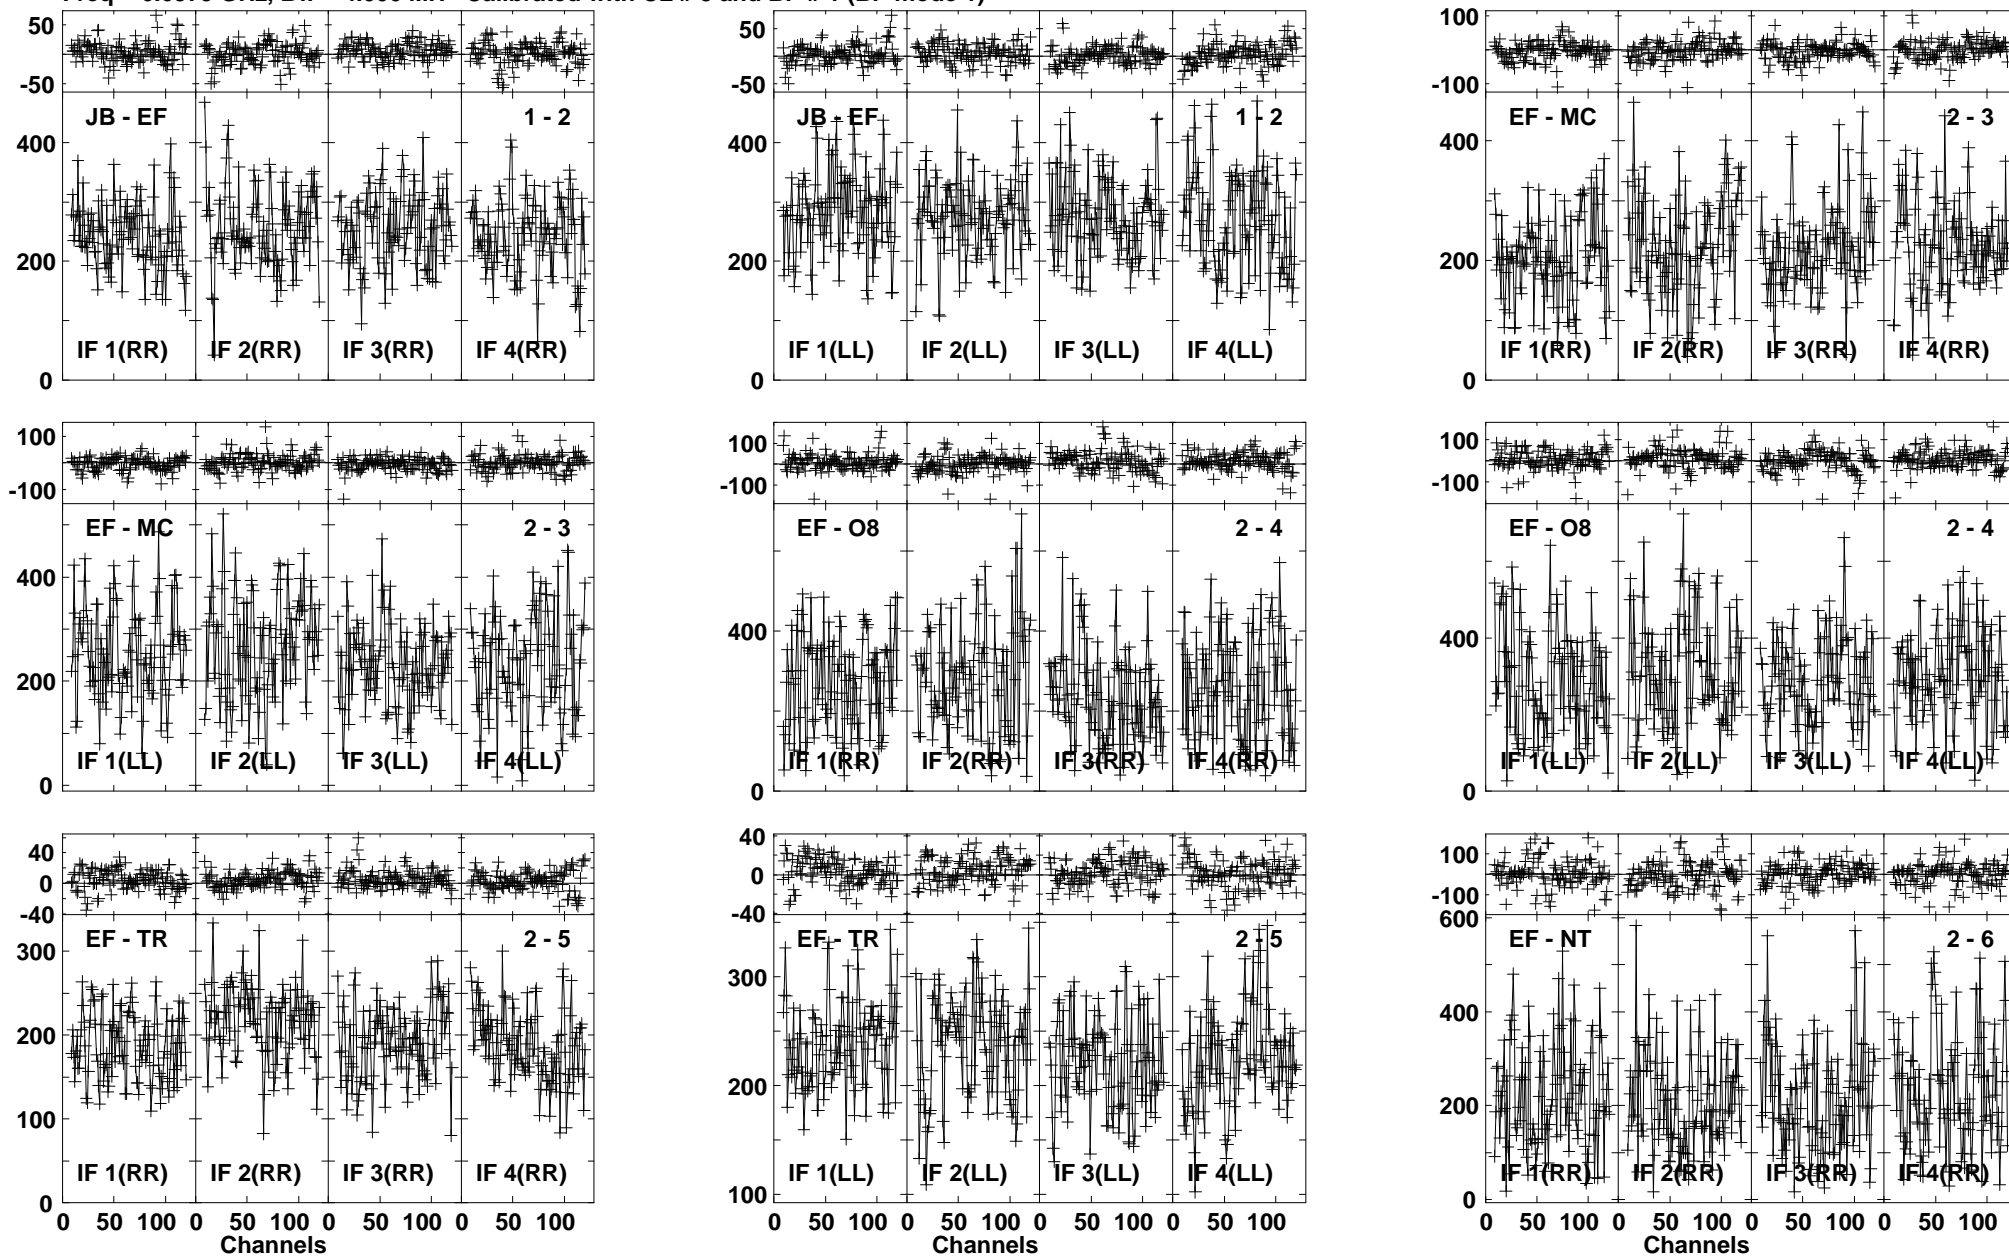 50 50 100
0 0 0
-50 -50 -100
JB - EF 1 - 2 JB - EF 1 - 2 EF - MC 2 - 3
400 400 400
200 200 200
IF 1(RR) IF 2(RR) IF 3(RR) IF 4(RR) IF 1(LL) IF 2(LL) IF 3(LL) IF 4(LL) IF 1(RR) IF 2(RR) IF 3(RR) IF 4(RR)
0 0 0
100 100 100
0 0 0
-100 -100 -100
EF - MC 2 - 3 EF - O8 2 - 4 EF - O8 2 - 4
400 400 400
200
IF 1(LL) IF 2(LL) IF 3(LL) IF 4(LL) IF 1(RR) IF 2(RR) IF 3(RR) IF 4(RR) IF 1(LL) IF 2(LL) IF 3(LL) IF 4(LL)
0 0 0
40 40 100
20
0 0 0
-40 -40 -100
600
EF - TR 2 - 5 EF - TR 2 - 5 EF - NT 2 - 6
300 300 400
200 200 200
100
IF 1(RR) IF 2(RR) IF 3(RR) IF 4(RR) IF 1(LL) IF 2(LL) IF 3(LL) IF 4(LL) IF 1(RR) IF 2(RR) IF 3(RR) IF 4(RR)
0 100 0
0 50 100 0 50 100 0 50 100 0 50 100 0 50 100 0 50 100 0 50 100 0 50 100 0 50 100 0 50 100 0 50 100 0 50 100
Channels Channels Channels